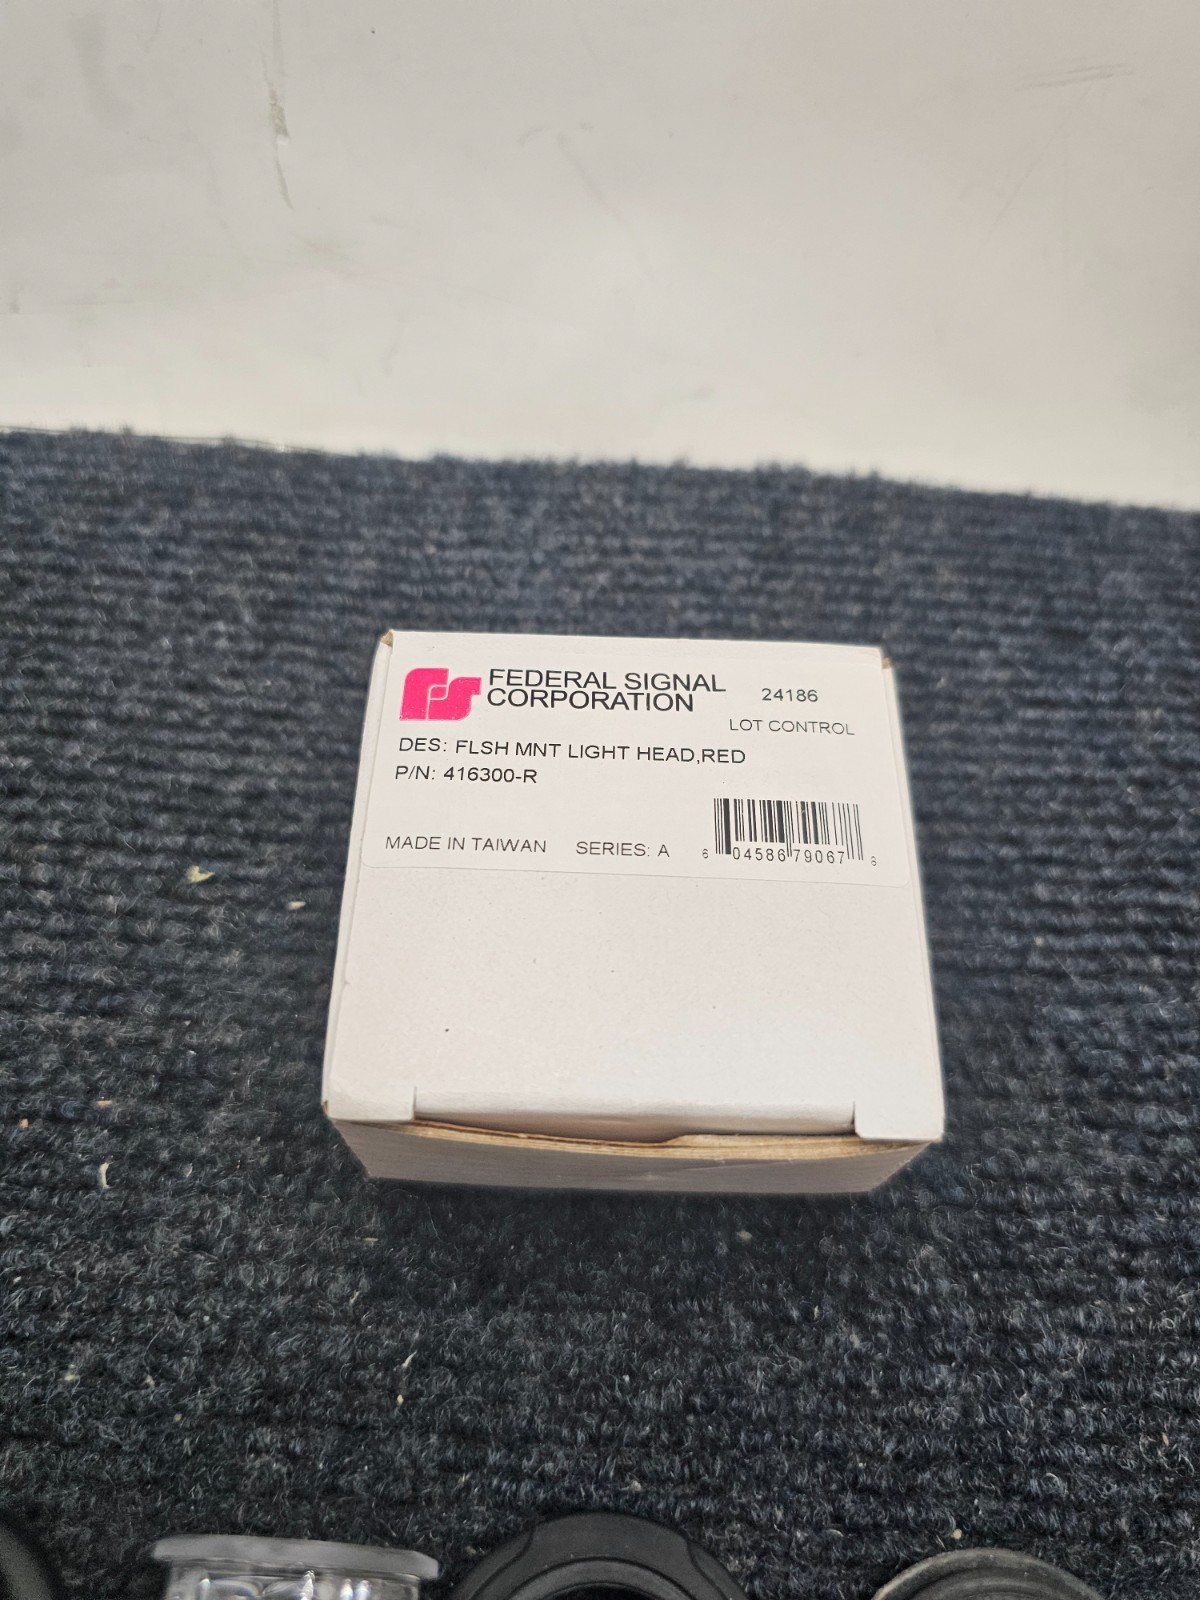 FEDERAL SIGNAL
CORPORATION
24186
LOT CONTROL
DES: FLSH MNT LIGHT HEAD,RED
P/N: 416300-R
MADE IN TAIWAN SERIES: A
6 04586 79067 6